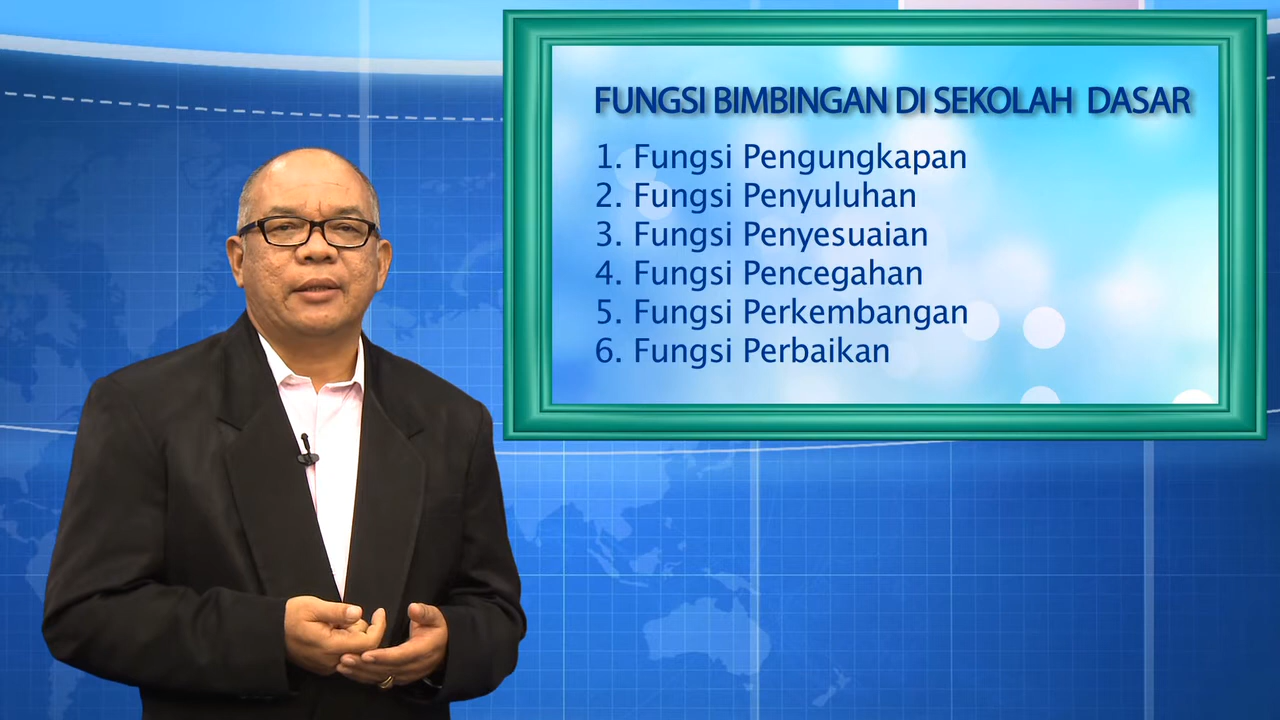 FUNGSI BIMBINGAN DI SEKOLAH DASAR
1. Fungsi Pengungkapan
2. Fungsi Penyuluhan
3. Fungsi Penyesuaian
4. Fungsi Pencegahan
5. Fungsi Perkembangan
6. Fungsi Perbaikan